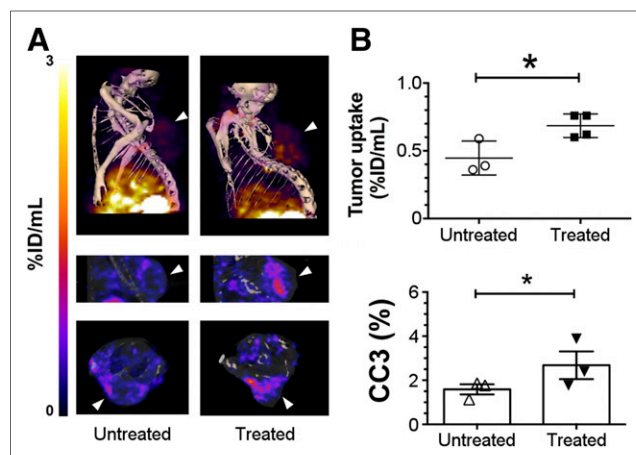 A
3
%ID/mL
0
Untreated
Treated
B
*
1.0
0.5
0.0
Tumor uptake
(%ID/mL)
Untreated
Treated
*
6
4
2
0
CC3 (%)
Untreated
Treated